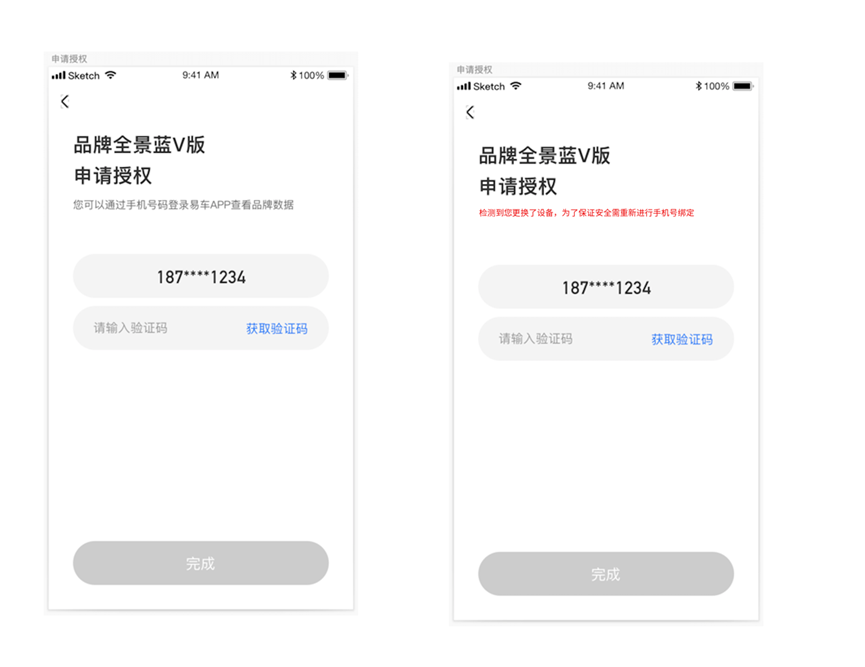 申请授权
Sketch 9:41 AM 100%
品牌全景蓝V版
申请授权
您可以通过手机号码登录易车APP查看品牌数据
187****1234
请输入验证码 获取验证码
完成
申请授权
Sketch 9:41 AM 100%
品牌全景蓝V版
申请授权
检测到您更换了设备，为了保证安全需重新进行手机号绑定
187****1234
请输入验证码 获取验证码
完成